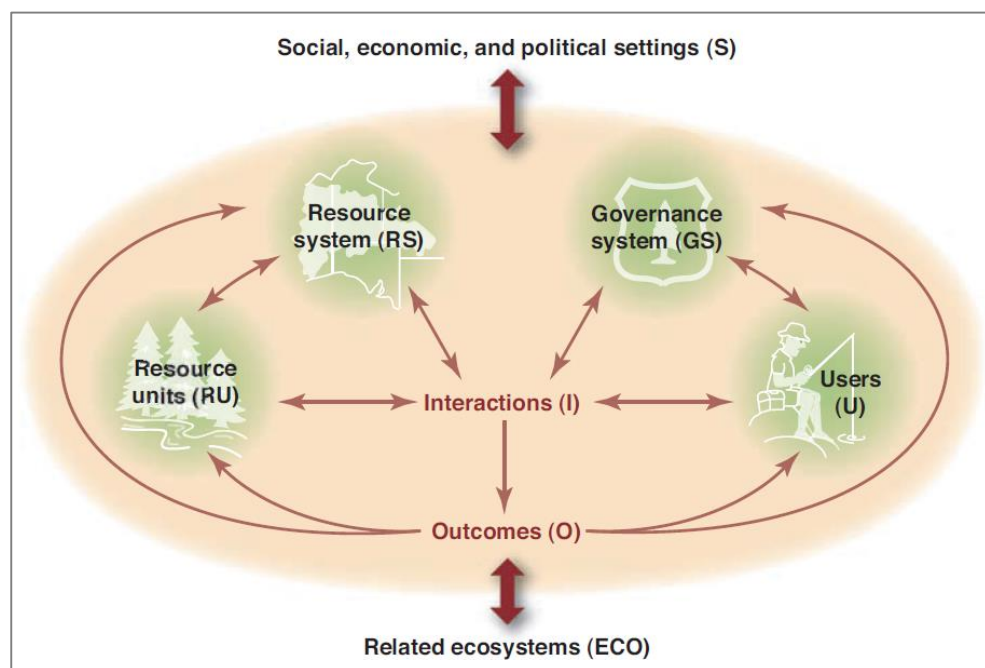 Social, economic, and political settings (S)
Resource
system (RS)
Governance
system (GS)
Resource
units (RU)
Interactions (I)
Users
(U)
Outcomes (O)
Related ecosystems (ECO)